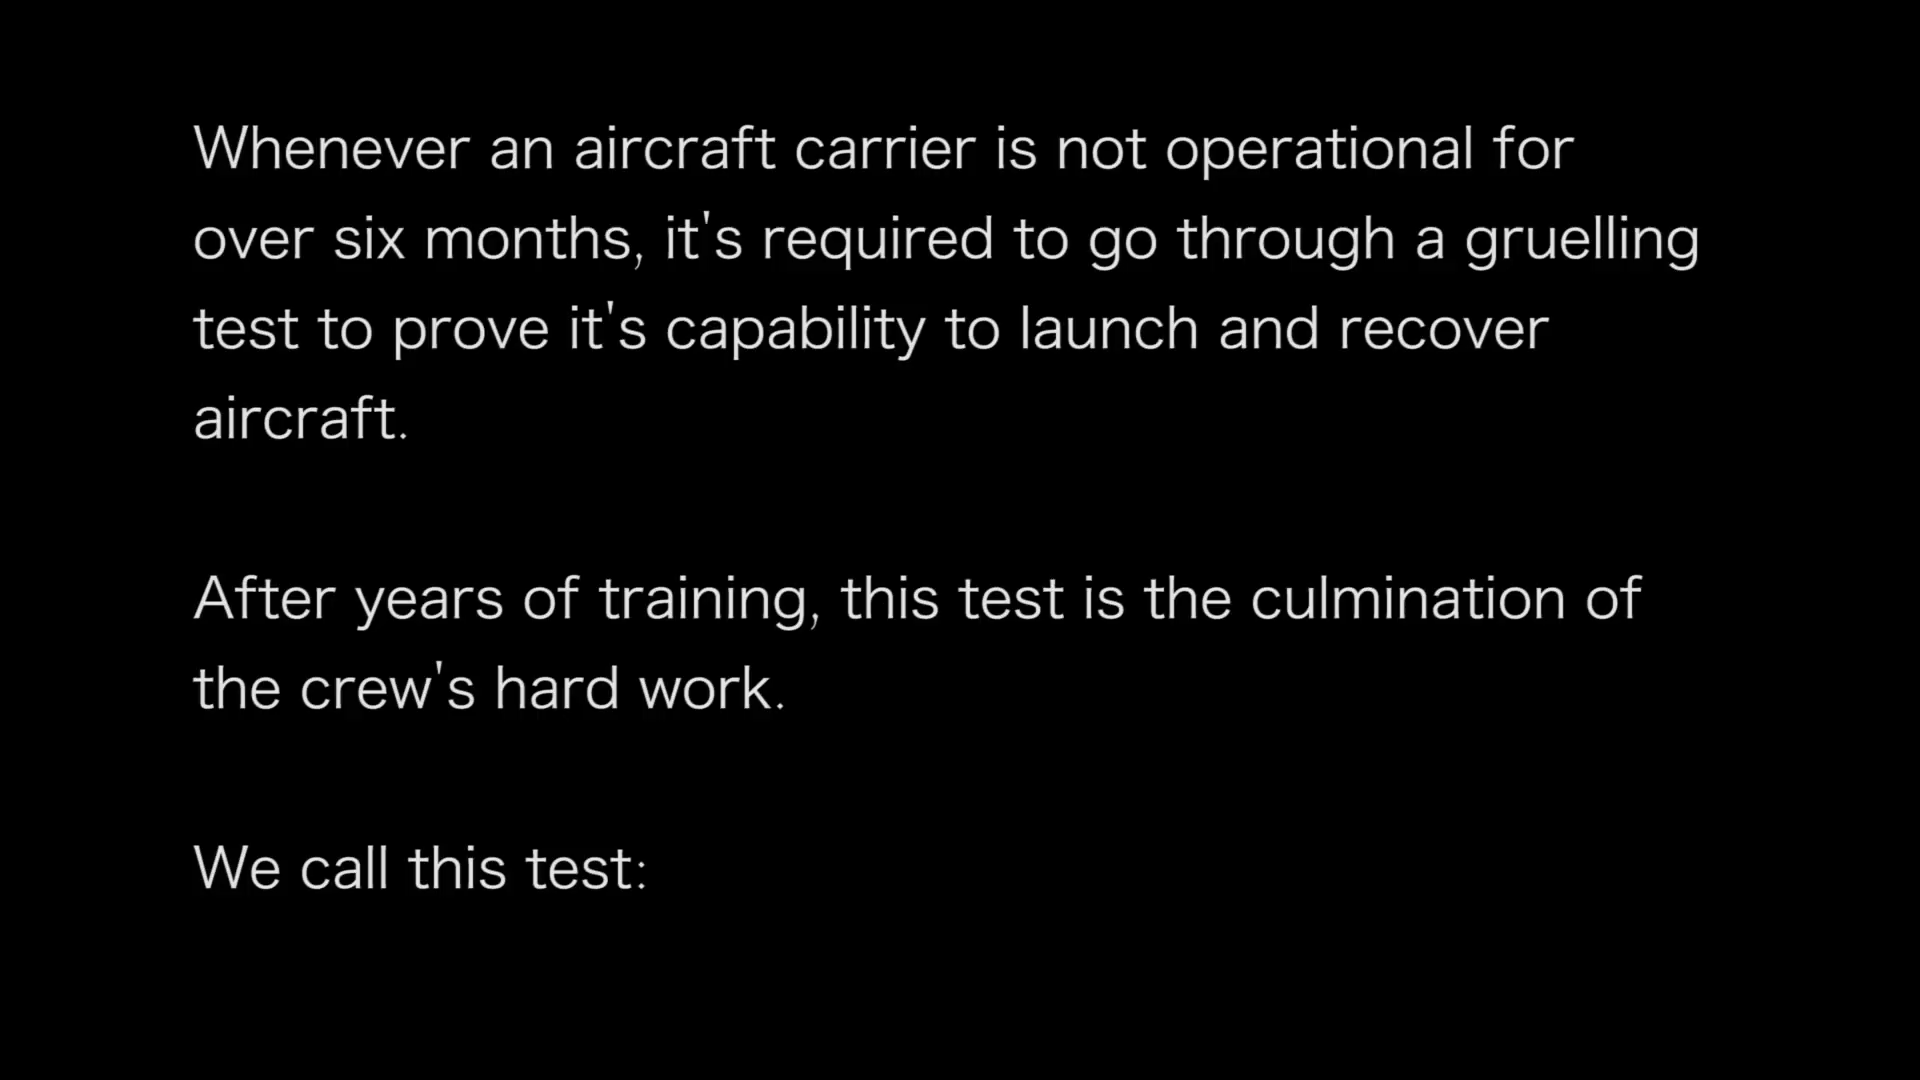 Whenever an aircraft carrier is not operational for
over six months, it's required to go through a gruelling
test to prove it's capability to launch and recover
aircraft.
After years of training, this test is the culmination of
the crew's hard work.
We call this test: